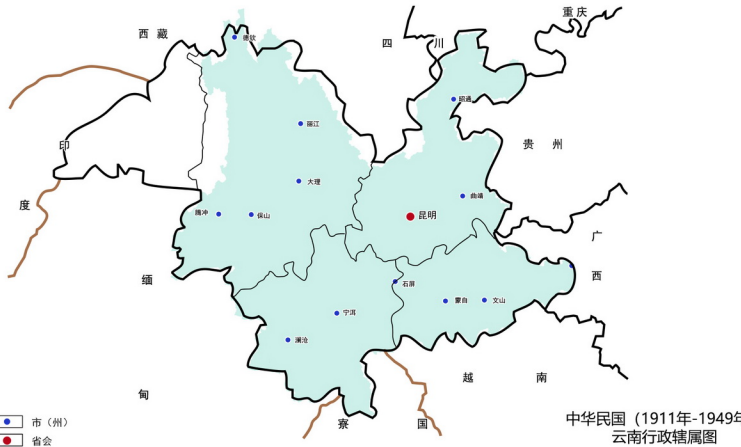 重庆
西 藏
四 川
德钦
昭通
丽江
印
度
贵 州
大理
曲靖
腾冲
保山
昆明
广
西
缅
甸
石屏
宁洱
蒙自
文山
澜沧
越 南
寮 国
市（州）
省会
中华民国（1911年-1949年
云南行政辖属图